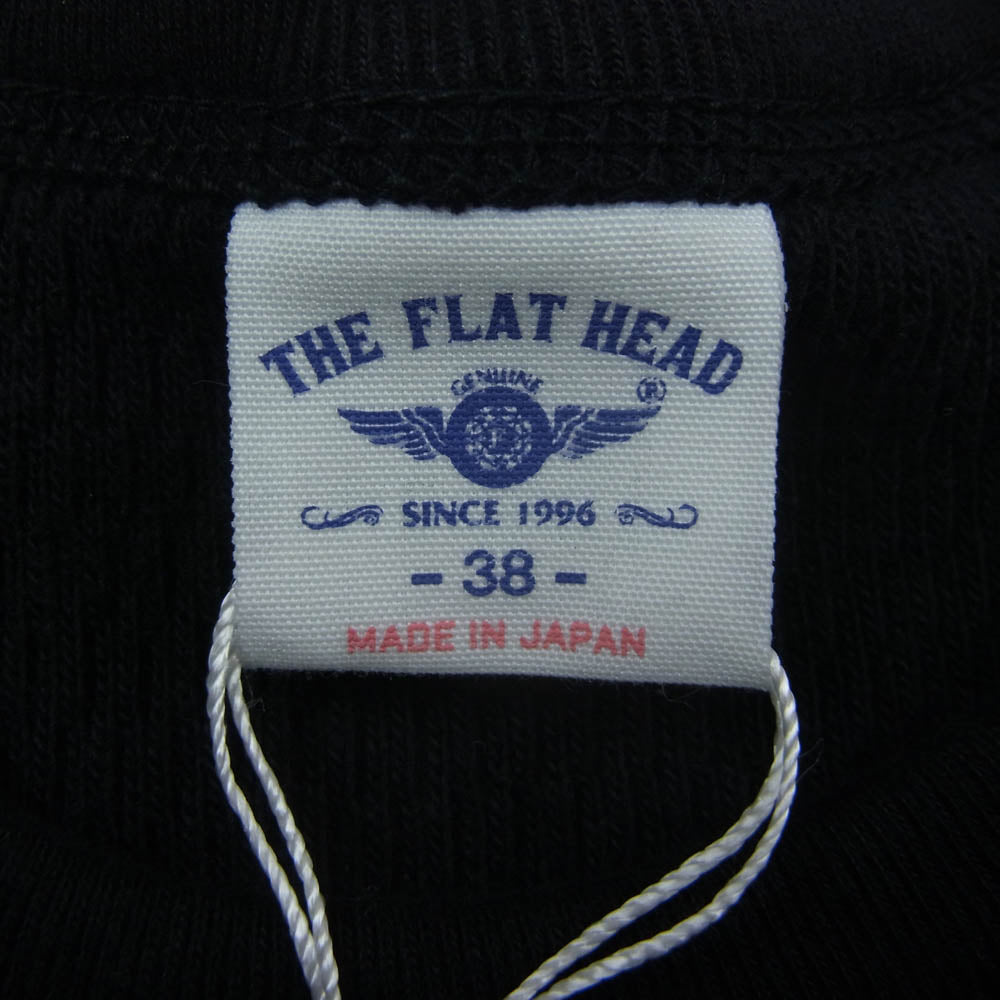 THE FLAT HEAD
GENUINE
®
SINCE 1996
- 38 -
MADE IN JAPAN